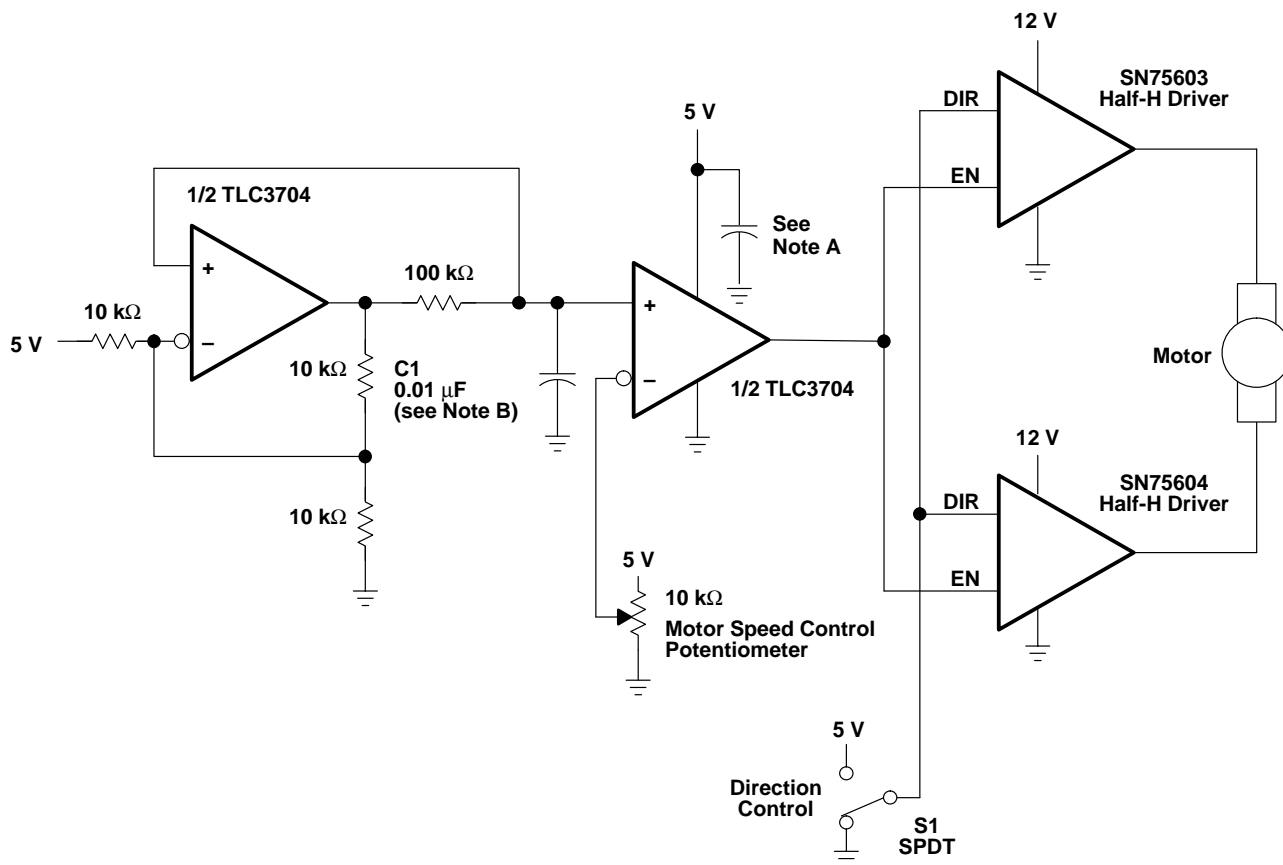 12 V
SN75603
Half-H Driver
DIR
5 V
EN
1/2 TLC3704
See
Note A
+
100 kΩ
10 kΩ
+
5 V
−
10 kΩ
C1
0.01 μF
(see Note B)
−
1/2 TLC3704
Motor
12 V
SN75604
Half-H Driver
10 kΩ
DIR
5 V
EN
10 kΩ
Motor Speed Control
Potentiometer
5 V
Direction
Control
S1
SPDT